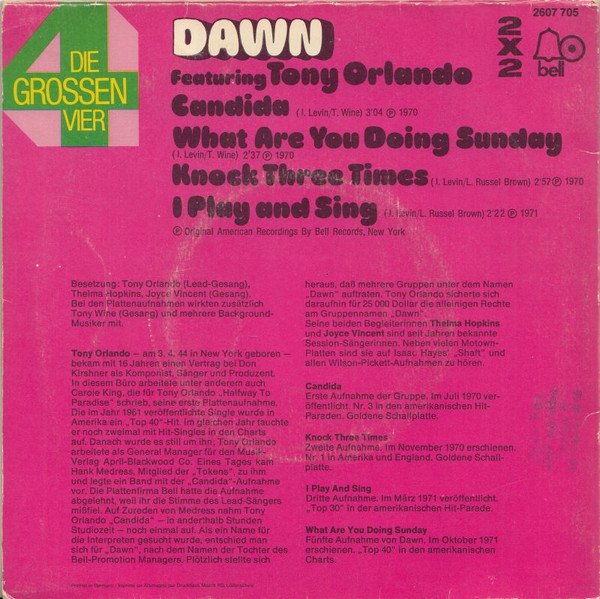 2607 705
4
DIE
GROSSEN
VIER
DAWN
2
X
2
bell
Featuring Tony Orlando
Candida (I. Levin/T. Wine) 3'04 Ⓟ 1970
What Are You Doing Sunday
(I. Levin/T. Wine) 2'37 Ⓟ 1970
Knock Three Times (I. Levin/L. Russel Brown) 2'57 Ⓟ 1970
I Play and Sing (I. Levin/L. Russel Brown) 2'22 Ⓟ 1971
Ⓟ Original American Recordings By Bell Records, New York
Besetzung: Tony Orlando (Lead-Gesang),
Thelma Hopkins, Joyce Vincent (Gesang).
Bei den Plattenaufnahmen wirkten zusätzlich
Tony Wine (Gesang) und mehrere Background-
Musiker mit.
Tony Orlando – am 3. 4. 44 in New York geboren –
bekam mit 16 Jahren einen Vertrag bei Don
Kirshner als Komponist, Sänger und Produzent.
In diesem Büro arbeitete unter anderem auch
Carole King, die für Tony Orlando „Halfway To
Paradise" schrieb, seine erste Plattenaufnahme.
Die im Jahr 1961 veröffentlichte Single wurde in
Amerika ein „Top 40"-Hit. Im gleichen Jahr tauchte
er noch zweimal mit Hit-Singles in den Charts
auf. Danach wurde es still um ihn; Tony Orlando
arbeitete als General Manager für den Musik-
Verlag April-Blackwood Co. Eines Tages kam
Hank Medress, Mitglied der „Tokens", zu ihm
und legte ein Band mit der „Candida"-Aufnahme
vor. Die Plattenfirma Bell hatte die Aufnahme
abgelehnt, weil ihr die Stimme des Lead-Sängers
mißfiel. Auf Zureden von Medress nahm Tony
Orlando „Candida" – in anderthalb Stunden
Studiozeit – noch einmal auf. Als ein Name für
die Interpreten gesucht wurde, entschied man
sich für „Dawn", nach dem Namen der Tochter des
Bell-Promotion Managers. Plötzlich stellte sich
heraus, daß mehrere Gruppen unter dem Namen
„Dawn" auftraten. Tony Orlando sicherte sich
daraufhin für 25 000 Dollar die alleinigen Rechte
am Gruppennamen „Dawn".
Seine beiden Begleiterinnen Thelma Hopkins
und Joyce Vincent sind seit Jahren bekannte
Session-Sängerinnen. Neben vielen Motown-
Platten sind sie auf Isaac Hayes' „Shaft" und
allen Wilson-Pickett-Aufnahmen zu hören.
Candida
Erste Aufnahme der Gruppe. Im Juli 1970 ver-
öffentlicht. Nr. 3 in den amerikanischen Hit-
Paraden. Goldene Schallplatte.
Knock Three Times
Zweite Aufnahme. Im November 1970 erschienen.
Nr. 1 in Amerika und England. Goldene Schall-
platte.
I Play And Sing
Dritte Aufnahme. Im März 1971 veröffentlicht.
„Top 30" in der amerikanischen Hit-Parade.
What Are You Doing Sunday
Fünfte Aufnahme von Dawn. Im Oktober 1971
erschienen. „Top 40" in den amerikanischen
Charts.